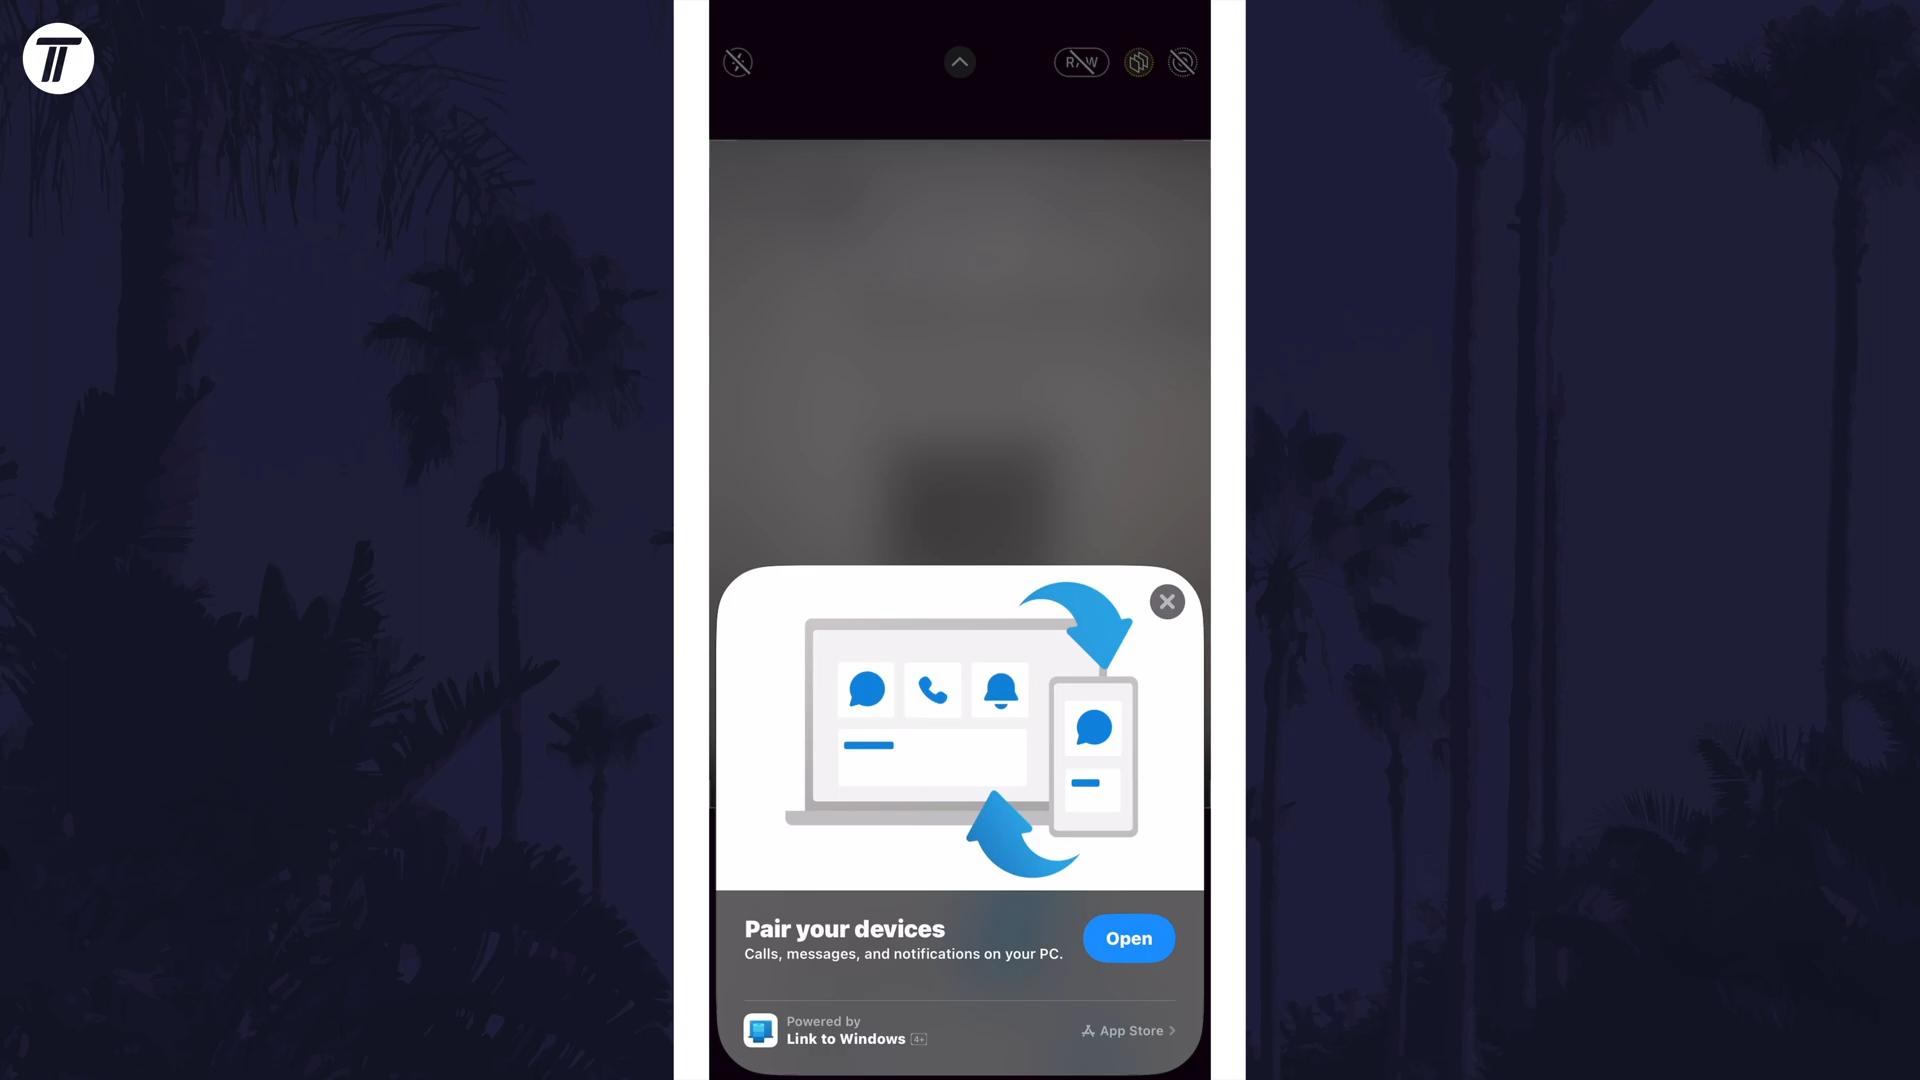 RAW
Pair your devices
Calls, messages, and notifications on your PC.
Open
Powered by
Link to Windows 4+
App Store